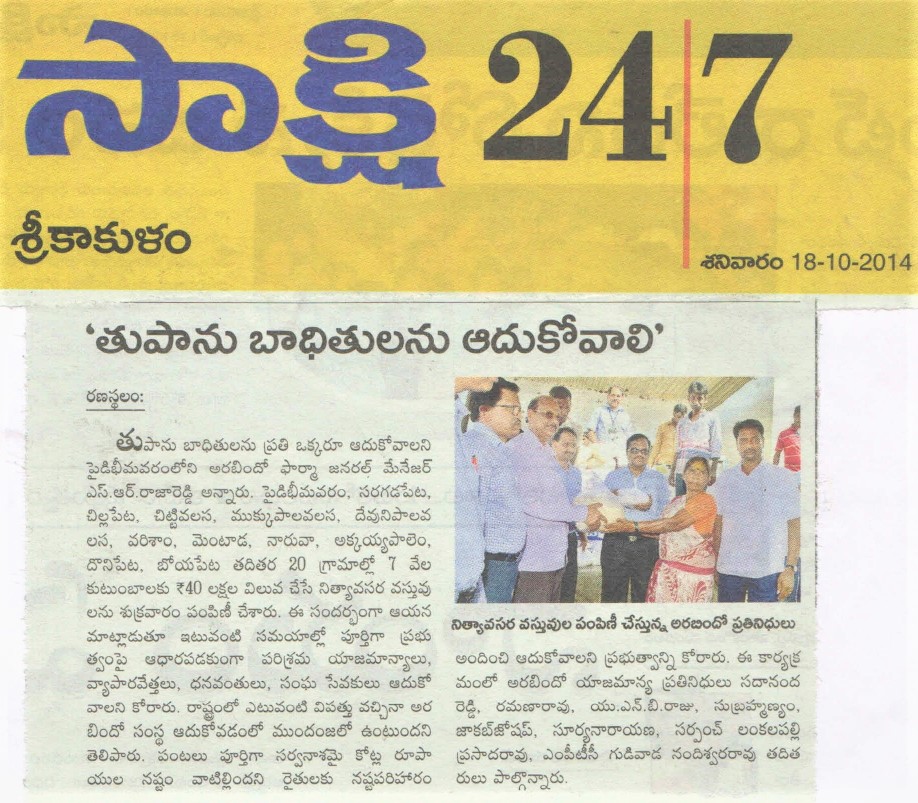 సాక్షి 24|7
శ్రీకాకుళం
శనివారం 18-10-2014
‘తుపాను బాధితులను ఆదుకోవాలి’
రణస్థలం:
తుపాను బాధితులను ప్రతి ఒక్కరూ ఆదుకోవాలని
పైడిభీమవరంలోని అరబిందో ఫార్మా జనరల్ మేనేజర్
ఎస్.ఆర్.రాజారెడ్డి అన్నారు. పైడిభీమవరం, సరగడపేట,
చిల్లపేట, చిట్టివలస, ముక్కుపాలవలస, దేవునిపాలవ
లస, వరిశాం, మెంటాడ, నారువా, అక్కయ్యపాలెం,
దొనిపేట, బోయపేట తదితర 20 గ్రామాల్లో 7 వేల
కుటుంబాలకు ₹40 లక్షల విలువ చేసే నిత్యావసర వస్తువు
లను శుక్రవారం పంపిణీ చేశారు. ఈ సందర్భంగా ఆయన
మాట్లాడుతూ ఇటువంటి సమయాల్లో పూర్తిగా ప్రభు
త్వంపై ఆధారపడకుంగా పరిశ్రమ యాజమాన్యాలు,
వ్యాపారవేత్తలు, ధనవంతులు, సంఘ సేవకులు ఆదుకో
వాలని కోరారు. రాష్ట్రంలో ఎటువంటి విపత్తు వచ్చినా అర
బిందో సంస్థ ఆదుకోవడంలో ముందంజలో ఉంటుందని
తెలిపారు. పంటలు పూర్తిగా సర్వనాశమై కోట్ల రూపా
యుల నష్టం వాటిల్లిందని రైతులకు నష్టపరిహారం
నిత్యావసర వస్తువుల పంపిణీ చేస్తున్న అరబిందో ప్రతినిధులు
అందించి ఆదుకోవాలని ప్రభుత్వాన్ని కోరారు. ఈ కార్యక్ర
మంలో అరబిందో యాజమాన్య ప్రతినిధులు సదానంద
రెడ్డి, రమణారావు, యు.ఎన్.బి.రాజు, సుబ్రహ్మణ్యం,
జాకబ్‌జోషఫ్, సూర్యనారాయణ, సర్పంచ్ లంకలపల్లి
ప్రసాదరావు, ఎంపీటీసీ గుడివాడ నందిశ్వరరావు తదిత
రులు పాల్గొన్నారు.